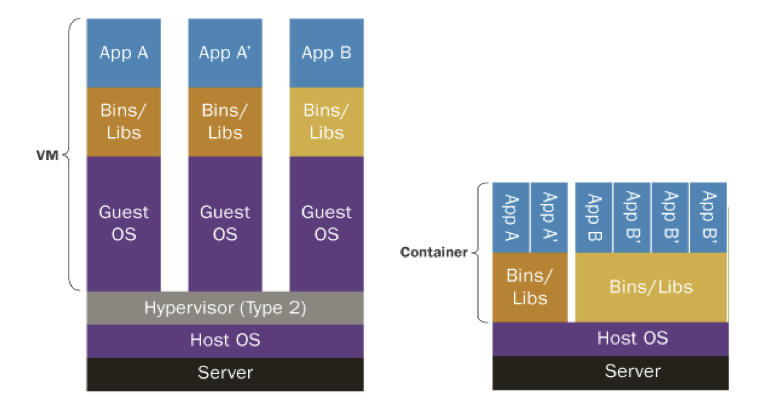 App A
App A’
App B
Bins/
Libs
Bins/
Libs
Bins/
Libs
VM
Guest
OS
Guest
OS
Guest
OS
Hypervisor (Type 2)
Host OS
Server
App A
App A’
App B
App B’
App B’
App B’
Container
Bins/
Libs
Bins/Libs
Host OS
Server